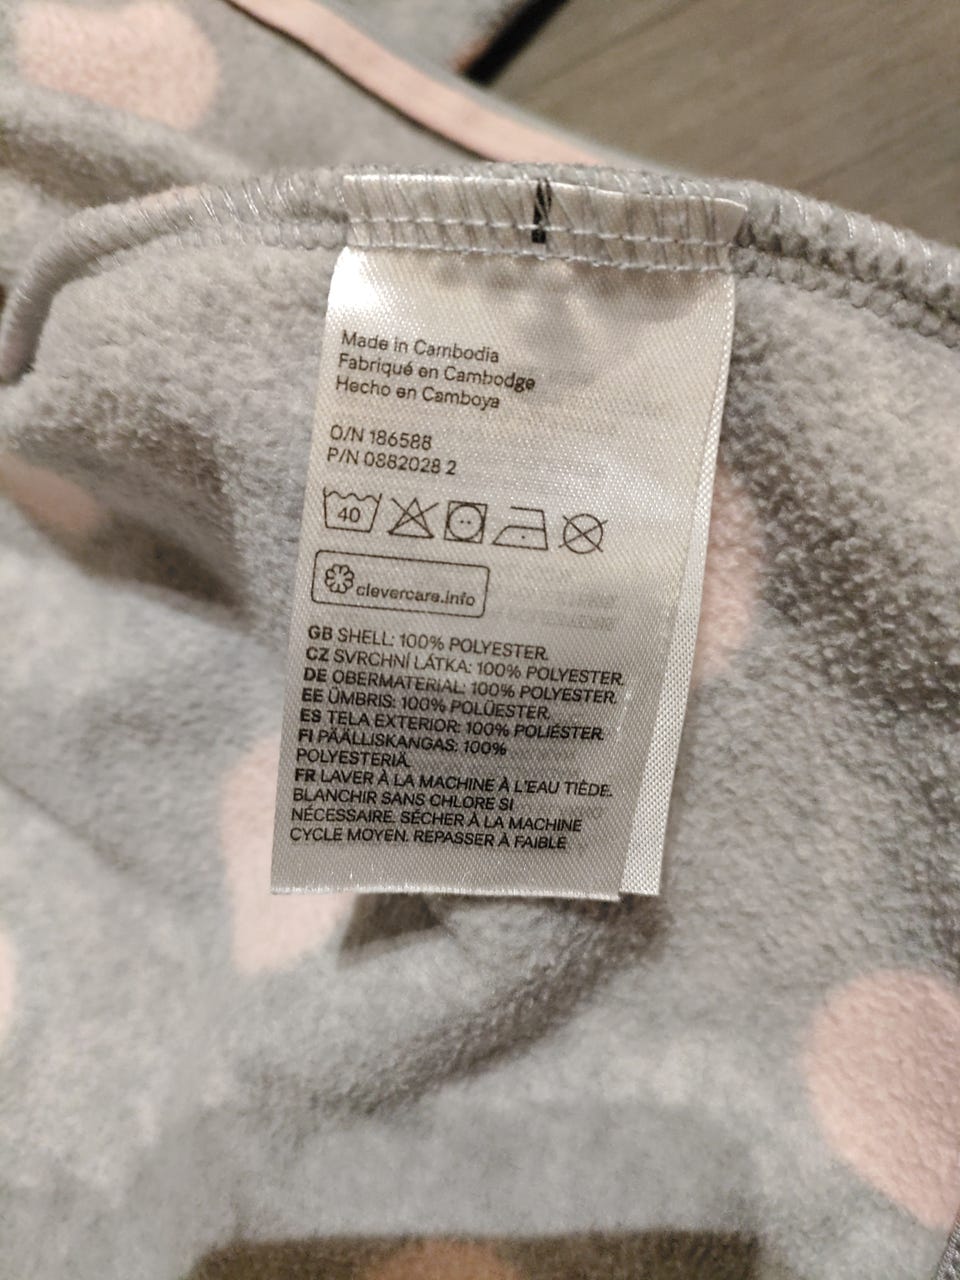 Made in Cambodia
Fabriqué en Cambodge
Hecho en Camboya
O/N 186588
P/N 0882028 2
40
clevercare.info
GB SHELL: 100% POLYESTER.
CZ SVRCHNÍ LÁTKA: 100% POLYESTER.
DE OBERMATERIAL: 100% POLYESTER.
EE ÜMBRIS: 100% POLÜESTER.
ES TELA EXTERIOR: 100% POLIÉSTER.
FI PÄÄLLISKANGAS: 100%
POLYESTERIÄ.
FR LAVER À LA MACHINE À L'EAU TIÈDE.
BLANCHIR SANS CHLORE SI
NÉCESSAIRE. SÉCHER À LA MACHINE
CYCLE MOYEN. REPASSER À FAIBLE